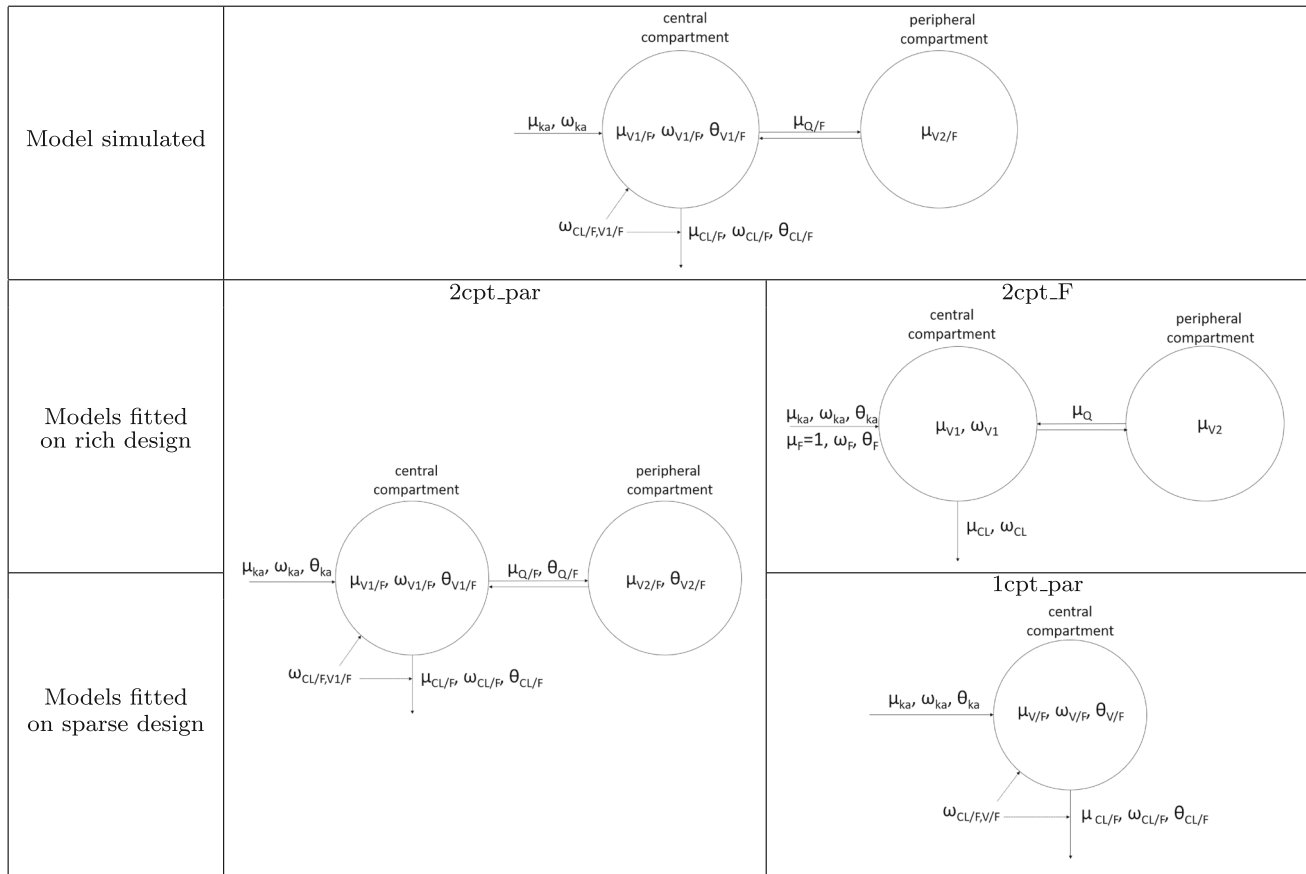 Model simulated
central
compartment
peripheral
compartment
μka, ωka
μV1/F, ωV1/F, θV1/F
μQ/F
μV2/F
ωCL/F,V1/F
μCL/F, ωCL/F, θCL/F
Models fitted
on rich design
Models fitted
on sparse design
2cpt_par
central
compartment
peripheral
compartment
μka, ωka, θka
μV1/F, ωV1/F, θV1/F
μQ/F, θQ/F
μV2/F, θV2/F
ωCL/F,V1/F
μCL/F, ωCL/F, θCL/F
2cpt_F
central
compartment
peripheral
compartment
μka, ωka, θka
μF=1, ωF, θF
μV1, ωV1
μQ
μV2
μCL, ωCL
1cpt_par
central
compartment
μka, ωka, θka
μV/F, ωV/F, θV/F
ωCL/F,V/F
μCL/F, ωCL/F, θCL/F